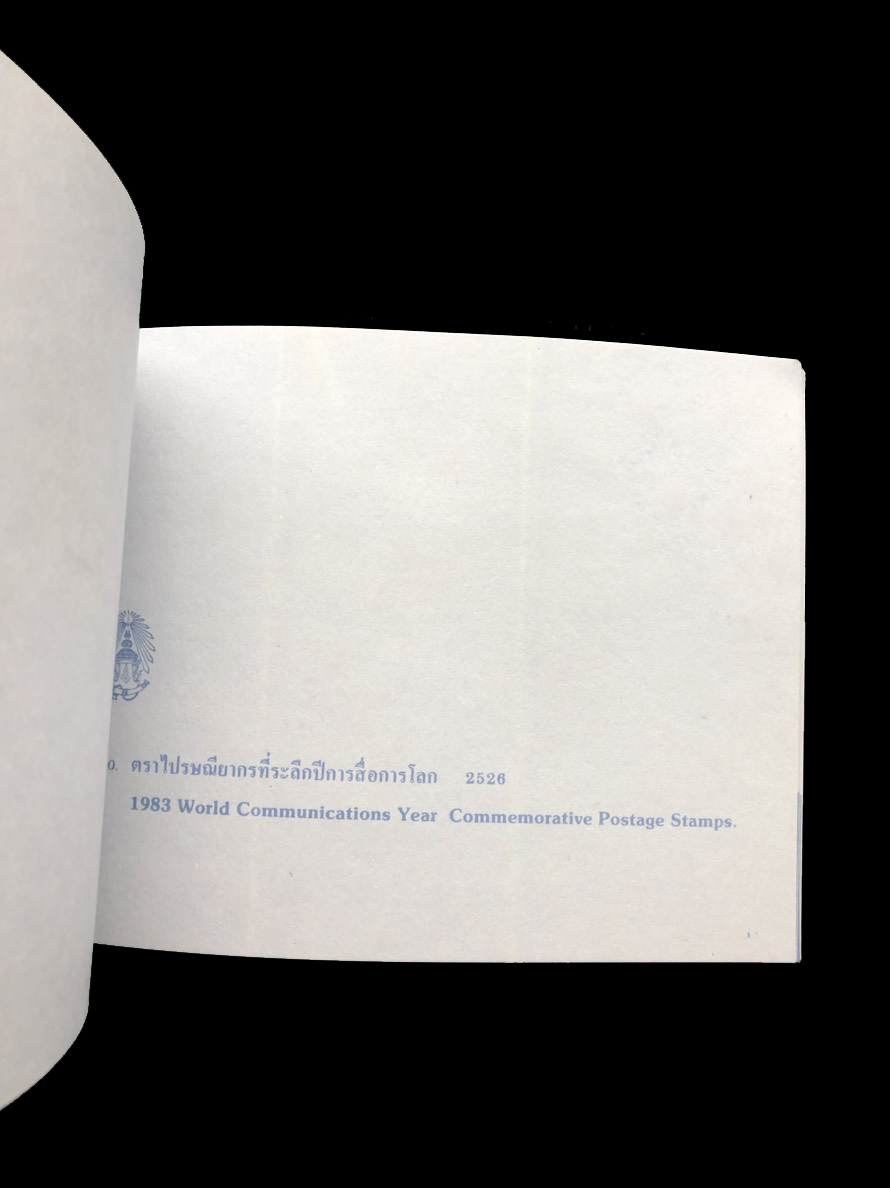 0. ตราไปรษณียากรที่ระลึกปีการสื่อการโลก 2526
1983 World Communications Year Commemorative Postage Stamps.